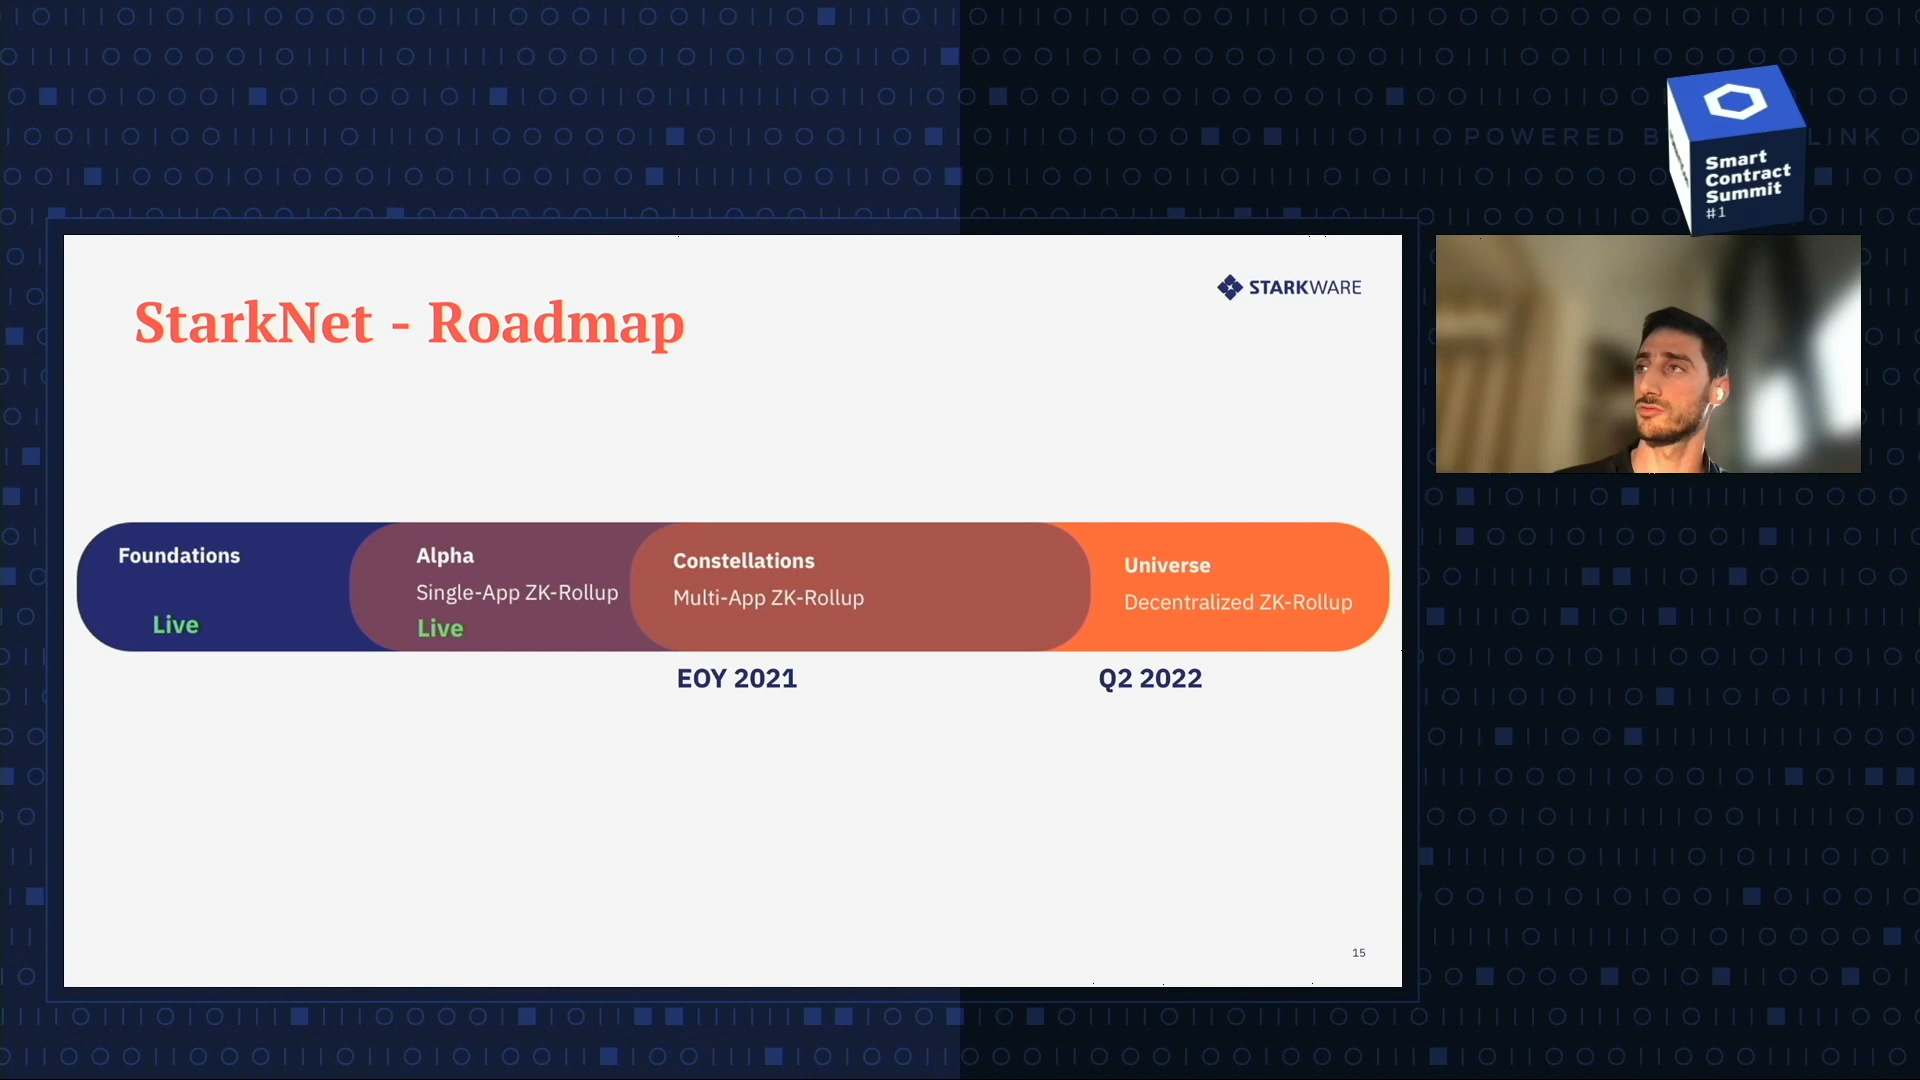 POWERED B LINK
Smart
Contract
Summit
#1
STARKWARE
StarkNet - Roadmap
Foundations
Live
Alpha
Single-App ZK-Rollup
Live
Constellations
Multi-App ZK-Rollup
Universe
Decentralized ZK-Rollup
EOY 2021
Q2 2022
15